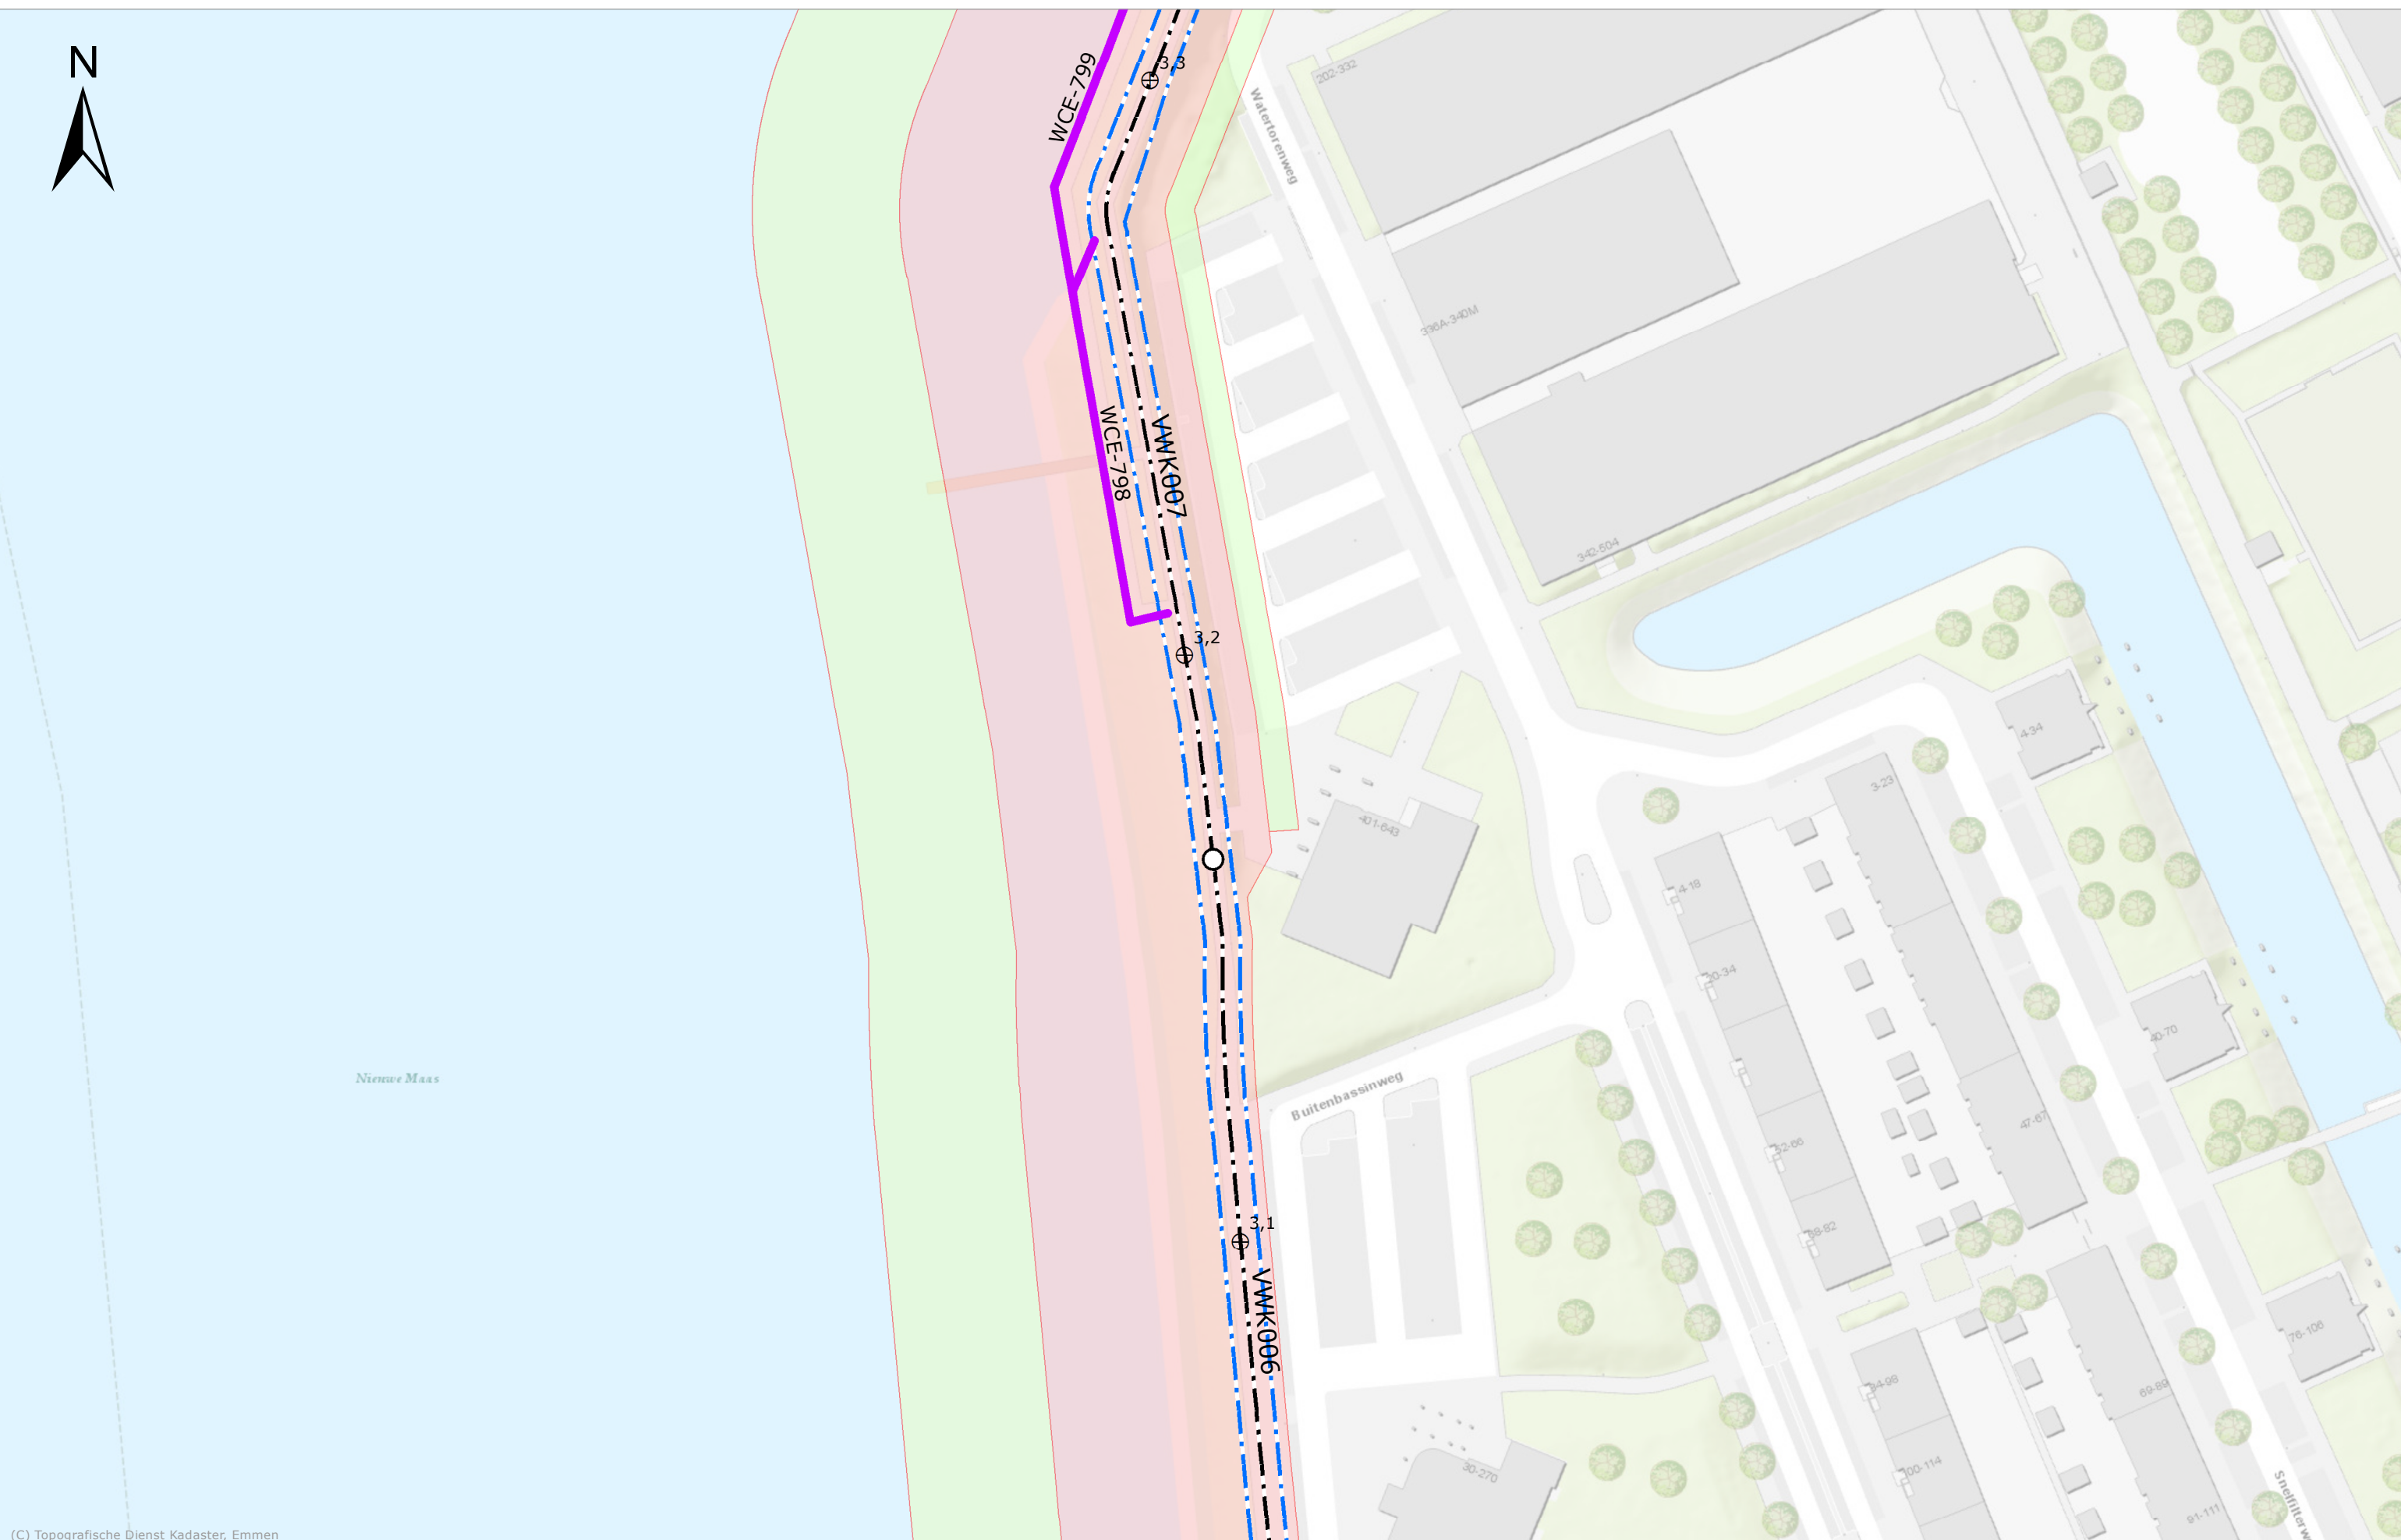 N
WCE-799
3,3
Watertorenweg
202-332
336A-340M
WCE-798
VWK007
342-504
3,2
4-34
3-23
401-643
4-18
20-34
40-70
Nieuwe Maas
Buitenbassinweg
52-66
47-67
68-82
3,1
VWK006
76-106
84-98
69-89
30-270
100-114
91-111
Snelfilterw
(C) Topografische Dienst Kadaster, Emmen